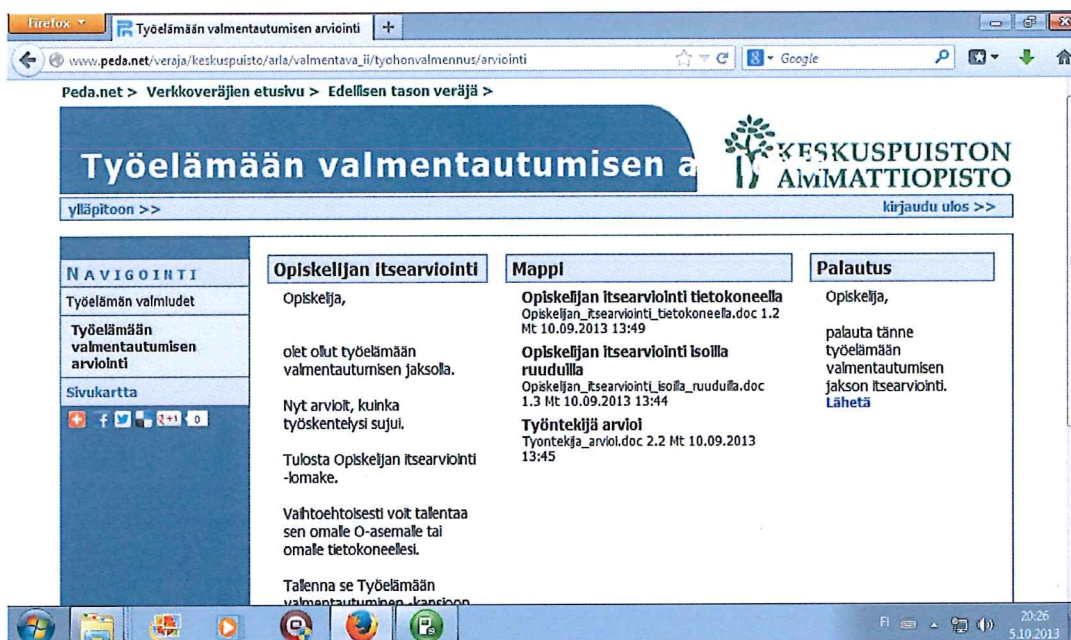 Firefox
Työelämään valmentautumisen arviointi
www.peda.net/veraja/keskuspuisto/arla/valmentava_ii/tyohonvalmennus/arviointi
Google
Peda.net > Verkkoveräjien etusivu > Edellisen tason veräjä >
Työelämään valmentautumisen a
KESKUSPUISTON
AMMATTIOPISTO
ylläpitoon >>
kirjaudu ulos >>
NAVIGOINTI
Työelämän valmiudet
Työelämään
valmentautumisen
arviointi
Sivukartta
+1
0
Opiskelijan itsearviointi
Opiskelija,
olet ollut työelämään
valmentautumisen jaksolla.
Nyt arvioit, kuinka
työskentelysi sujui.
Tulosta Opiskelijan itsearviointi
-lomake.
Vaihtoehtoisesti voit tallentaa
sen omalle O-asemalle tai
omalle tietokoneellesi.
Tallenna se Työelämään
valmentautuminen -kansioon
Mappi
Opiskelijan itsearviointi tietokoneella
Opiskelijan_itsearviointi_tietokoneella.doc 1.2
Mt 10.09.2013 13:49
Opiskelijan itsearviointi isoilla
ruuduilla
Opiskelijan_itsearviointi_isoilla_ruuduilla.doc
1.3 Mt 10.09.2013 13:44
Työntekijä arvioi
Tyontekija_arvioi.doc 2.2 Mt 10.09.2013
13:45
Palautus
Opiskelija,
palauta tänne
työelämään
valmentautumisen
jakson itsearviointi.
Lähetä
FI
20:26
5.10.2013